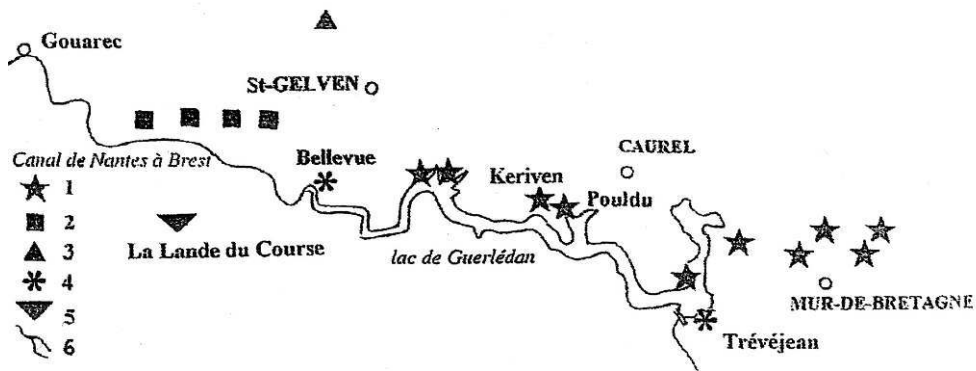 Gouarec
St-GELVEN
Canal de Nantes à Brest
Bellevue
CAUREL
Keriven
Pouldu
1
2
La Lande du Course
lac de Guerlédan
3
4
MUR-DE-BRETAGNE
5
Trévéjean
6